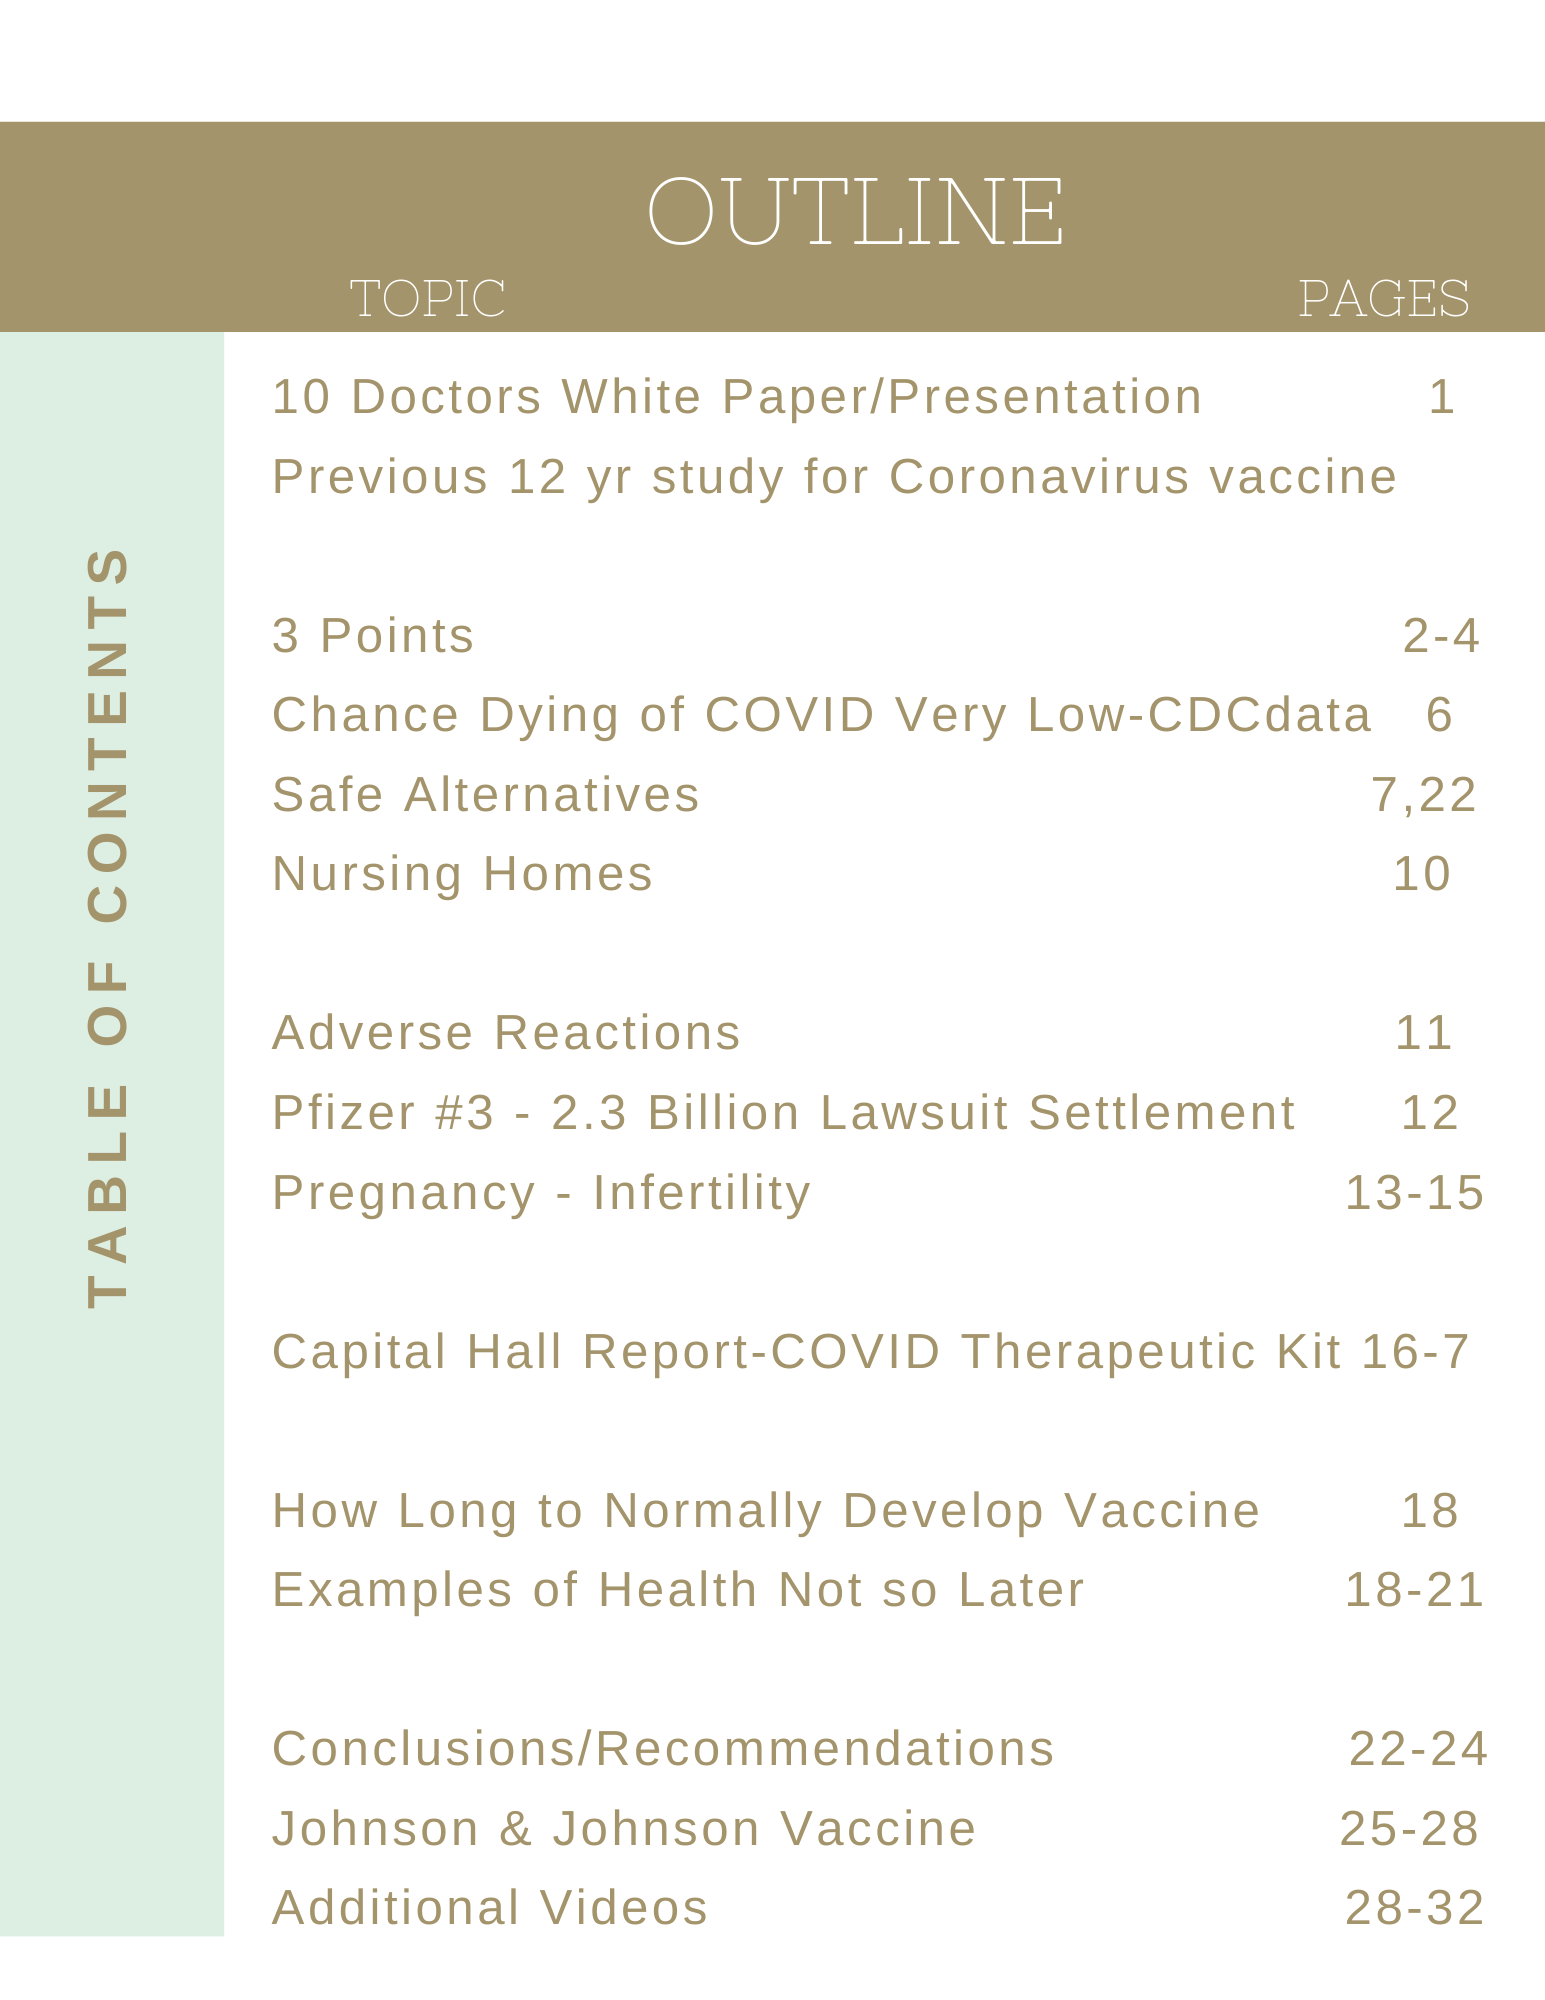 OUTLINE
TOPIC PAGES
TABLE OF CONTENTS
10 Doctors White Paper/Presentation 1
Previous 12 yr study for Coronavirus vaccine
3 Points 2-4
Chance Dying of COVID Very Low-CDCdata 6
Safe Alternatives 7,22
Nursing Homes 10
Adverse Reactions 11
Pfizer #3 - 2.3 Billion Lawsuit Settlement 12
Pregnancy - Infertility 13-15
Capital Hall Report-COVID Therapeutic Kit 16-7
How Long to Normally Develop Vaccine 18
Examples of Health Not so Later 18-21
Conclusions/Recommendations 22-24
Johnson & Johnson Vaccine 25-28
Additional Videos 28-32